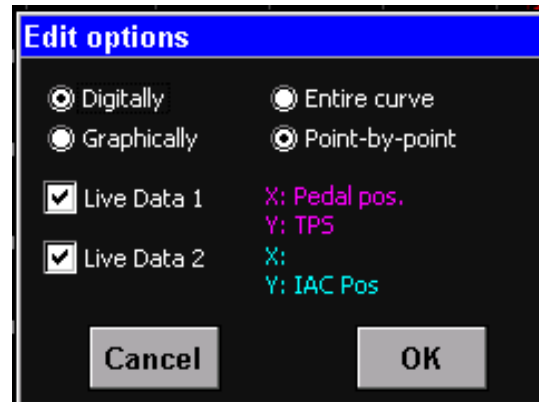 Edit options
Digitally
Entire curve
Graphically
Point-by-point
Live Data 1
X: Pedal pos.
Y: TPS
Live Data 2
X:
Y: IAC Pos
Cancel
OK